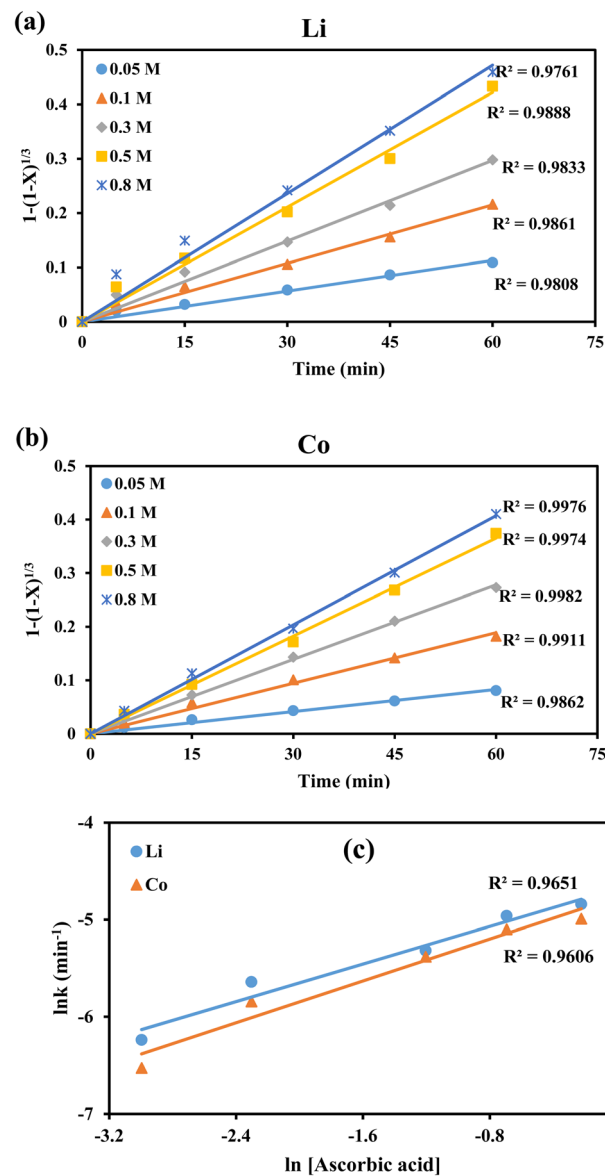 (a)
Li
0.5
0.4
0.3
0.2
0.1
0
1-(1-X)1/3
0.05 M
0.1 M
0.3 M
0.5 M
0.8 M
R² = 0.9761
R² = 0.9888
R² = 0.9833
R² = 0.9861
R² = 0.9808
0 15 30 45 60 75
Time (min)
(b)
Co
0.5
0.4
0.3
0.2
0.1
0
1-(1-X)1/3
0.05 M
0.1 M
0.3 M
0.5 M
0.8 M
R² = 0.9976
R² = 0.9974
R² = 0.9982
R² = 0.9911
R² = 0.9862
0 15 30 45 60 75
Time (min)
(c)
-4
-5
-6
-7
lnk (min-1)
Li
Co
R² = 0.9651
R² = 0.9606
-3.2 -2.4 -1.6 -0.8
ln [Ascorbic acid]